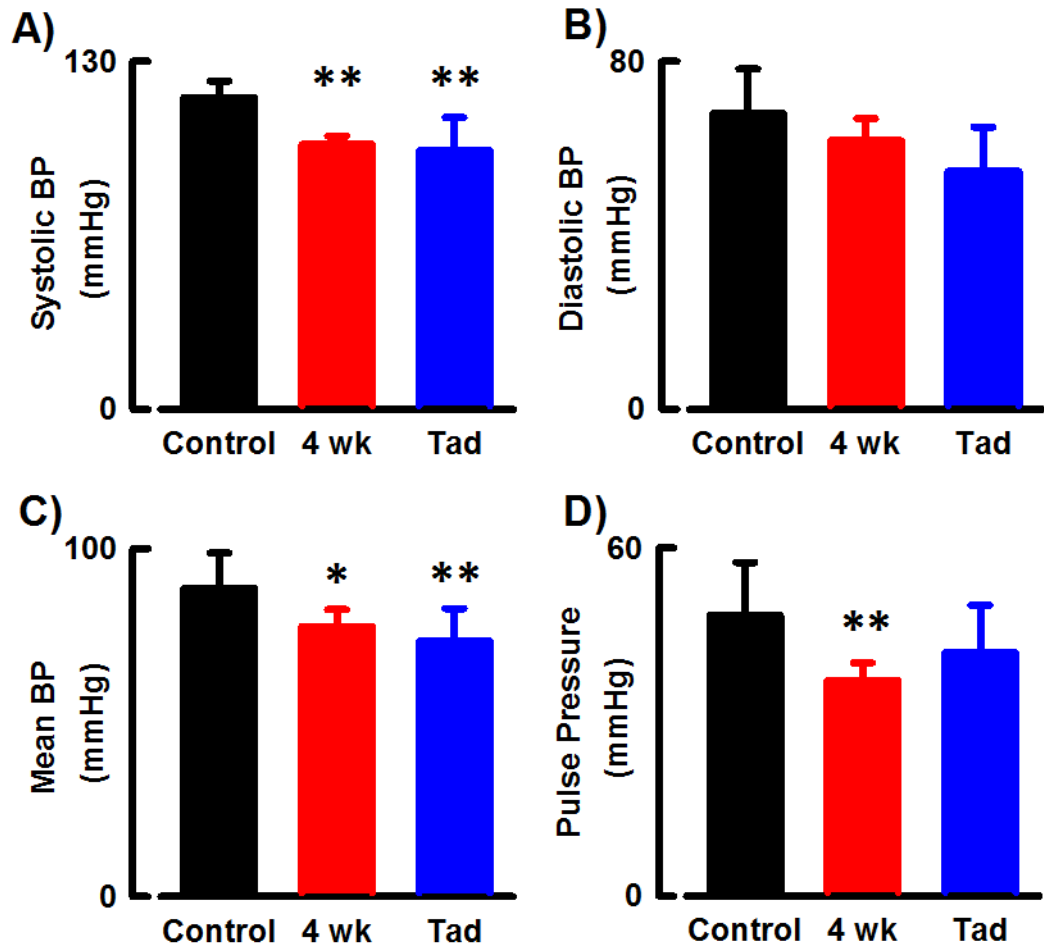 A)
130
** **
Systolic BP
(mmHg)
0
Control 4 wk Tad
B)
80
Diastolic BP
(mmHg)
0
Control 4 wk Tad
C)
100
* **
Mean BP
(mmHg)
0
Control 4 wk Tad
D)
60
**
Pulse Pressure
(mmHg)
0
Control 4 wk Tad